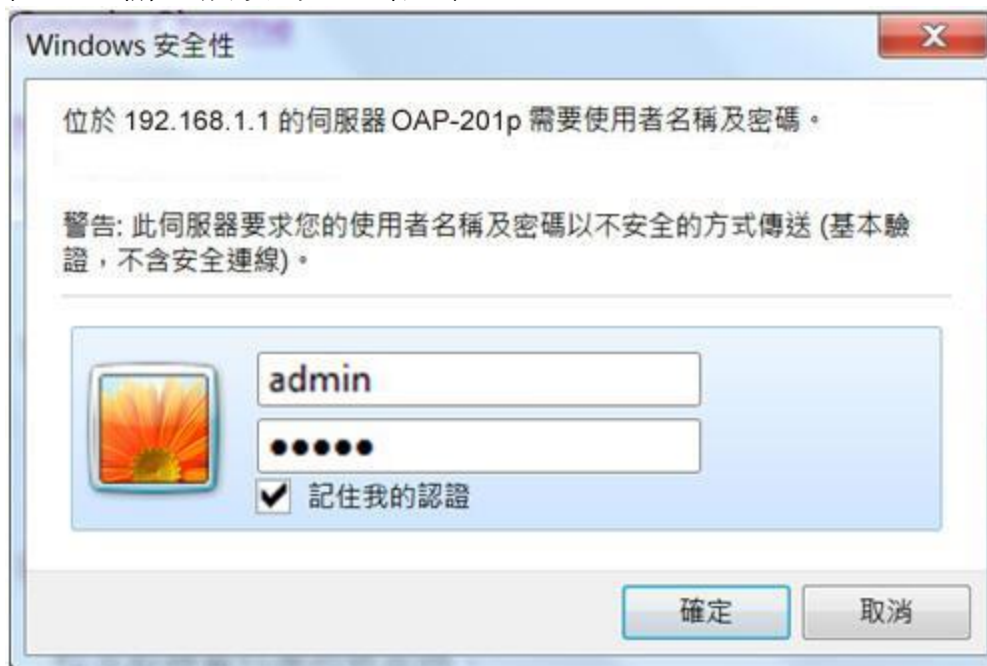 Windows 安全性
位於 192.168.1.1 的伺服器 OAP-201p 需要使用者名稱及密碼。
警告: 此伺服器要求您的使用者名稱及密碼以不安全的方式傳送 (基本驗
證，不含安全連線)。
admin
●●●●●
記住我的認證
確定
取消